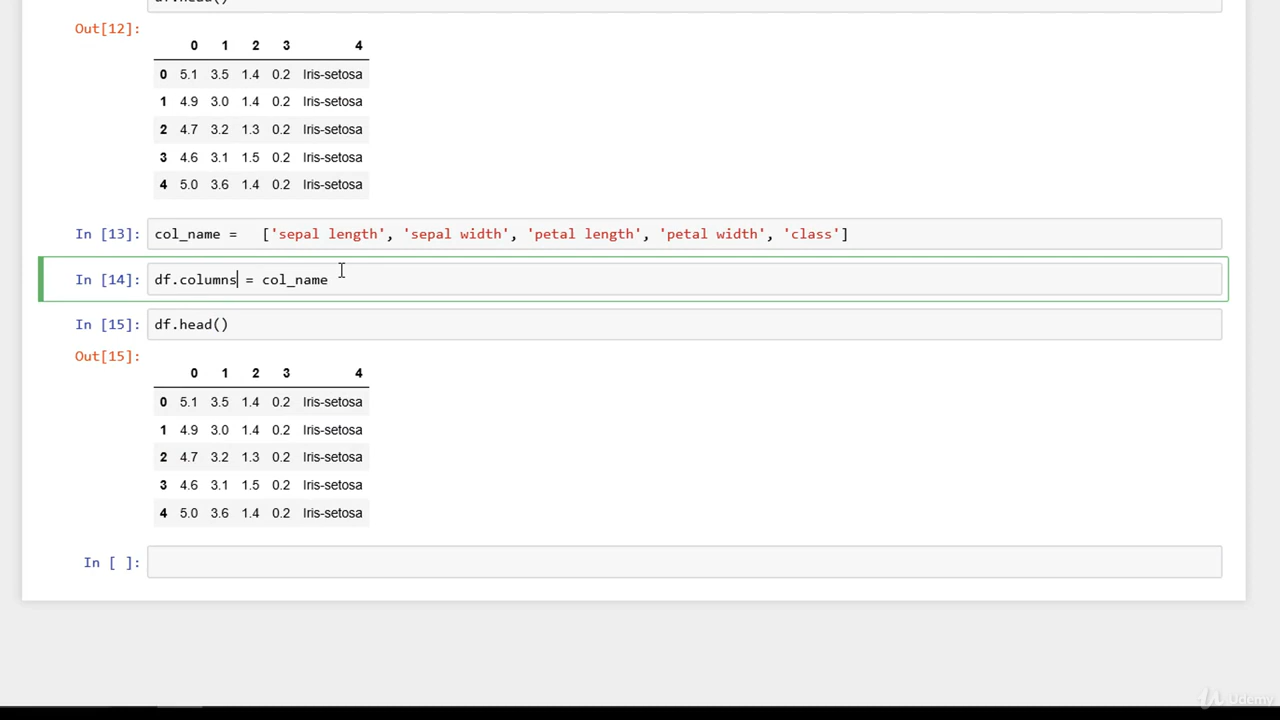 df.head()
Out[12]:
0 1 2 3 4
0 5.1 3.5 1.4 0.2 Iris-setosa
1 4.9 3.0 1.4 0.2 Iris-setosa
2 4.7 3.2 1.3 0.2 Iris-setosa
3 4.6 3.1 1.5 0.2 Iris-setosa
4 5.0 3.6 1.4 0.2 Iris-setosa
In [13]: col_name =   ['sepal length', 'sepal width', 'petal length', 'petal width', 'class']
In [14]: df.columns = col_name
In [15]: df.head()
Out[15]:
0 1 2 3 4
0 5.1 3.5 1.4 0.2 Iris-setosa
1 4.9 3.0 1.4 0.2 Iris-setosa
2 4.7 3.2 1.3 0.2 Iris-setosa
3 4.6 3.1 1.5 0.2 Iris-setosa
4 5.0 3.6 1.4 0.2 Iris-setosa
In [ ]:
Udemy